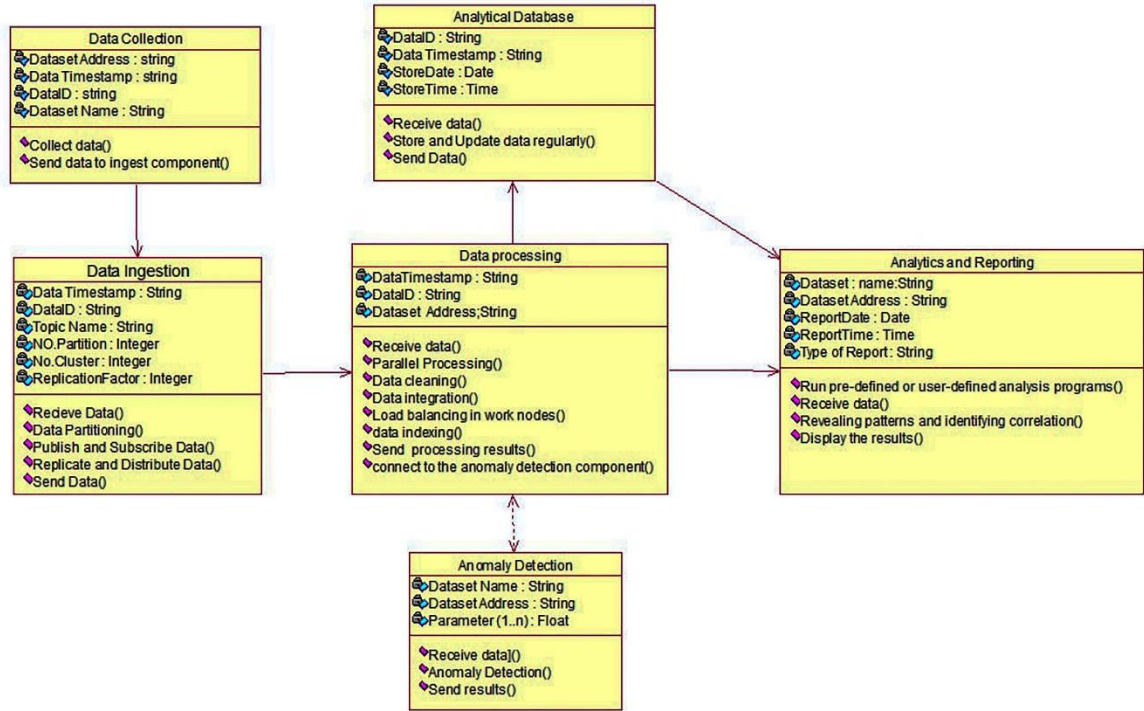 Data Collection
Dataset Address : string
Data Timestamp : string
DataID : string
Dataset Name : String
Collect data()
Send data to ingest component()
Analytical Database
DataID : String
Data Timestamp : String
StoreDate : Date
StoreTime : Time
Receive data()
Store and Update data regularly()
Send Data()
Data Ingestion
Data Timestamp : String
DataID : String
Topic Name : String
NO.Partition : Integer
No.Cluster : Integer
ReplicationFactor : Integer
Recieve Data()
Data Partitioning()
Publish and Subscribe Data()
Replicate and Distribute Data()
Send Data()
Data processing
DataTimestamp : String
DataID : String
Dataset Address;String
Receive data()
Parallel Processing()
Data cleaning()
Data integration()
Load balancing in work nodes()
data indexing()
Send processing results()
connect to the anomaly detection component()
Analytics and Reporting
Dataset : name:String
Dataset Address : String
ReportDate : Date
ReportTime : Time
Type of Report : String
Run pre-defined or user-defined analysis programs()
Receive data()
Revealing patterns and identifying correlation()
Display the results()
Anomaly Detection
Dataset Name : String
Dataset Address : String
Parameter (1..n) : Float
Receive data]()
Anomaly Detection()
Send results()